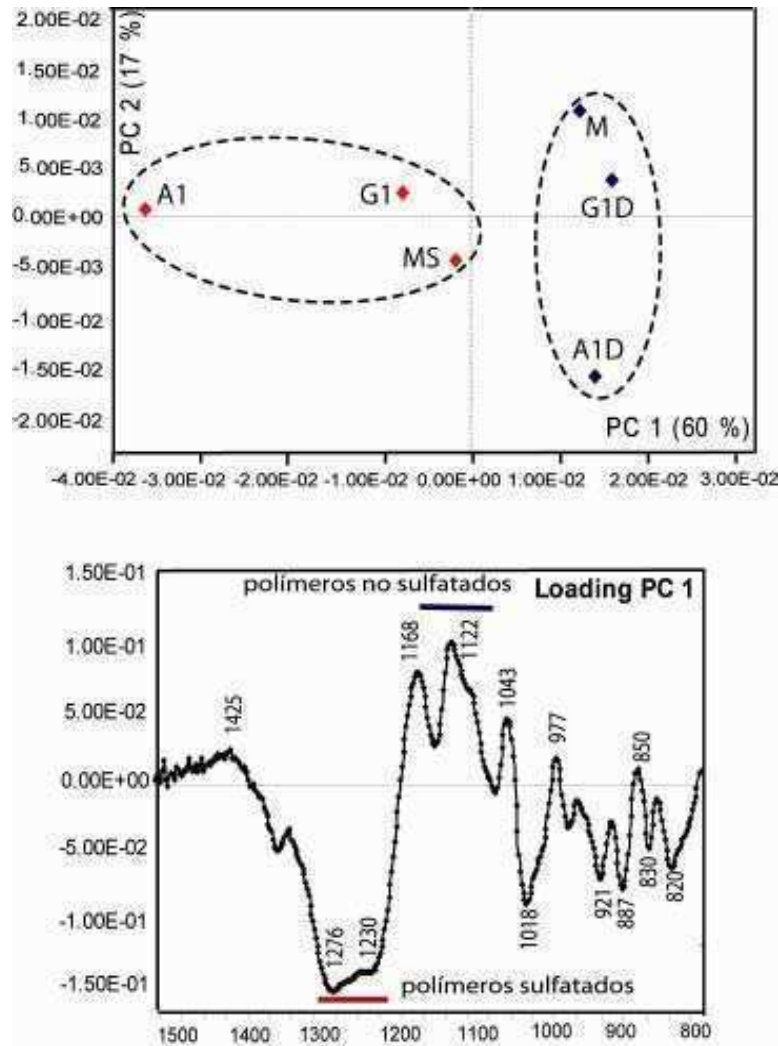 2.00E-02
1.50E-02
1.00E-02
5.00E-03
0.00E+00
-5.00E-03
-1.00E-02
-1.50E-02
-2.00E-02
PC 2 (17 %)
M
A1
G1
G1D
MS
A1D
PC 1 (60 %)
-4.00E-02 -3.00E-02 -2.00E-02 -1.00E-02 0.00E+00 1.00E-02 2.00E-02 3.00E-02
1.50E-01
1.00E-01
5.00E-02
0.00E+00
-5.00E-02
-1.00E-01
-1.50E-01
polímeros no sulfatados
Loading PC 1
1425
1168
1122
1043
977
850
1276
1230
1018
921
887
830
820
polímeros sulfatados
1500 1400 1300 1200 1100 1000 900 800